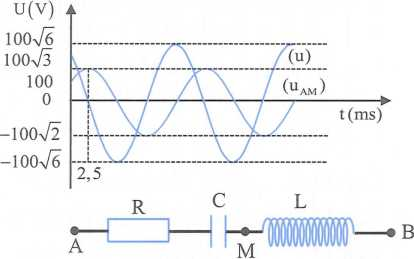 U(V)
100√6
100√3
100
0
-100√2
-100√6
(u)
(u_AM)
t(ms)
2,5
R
C
L
A
M
B